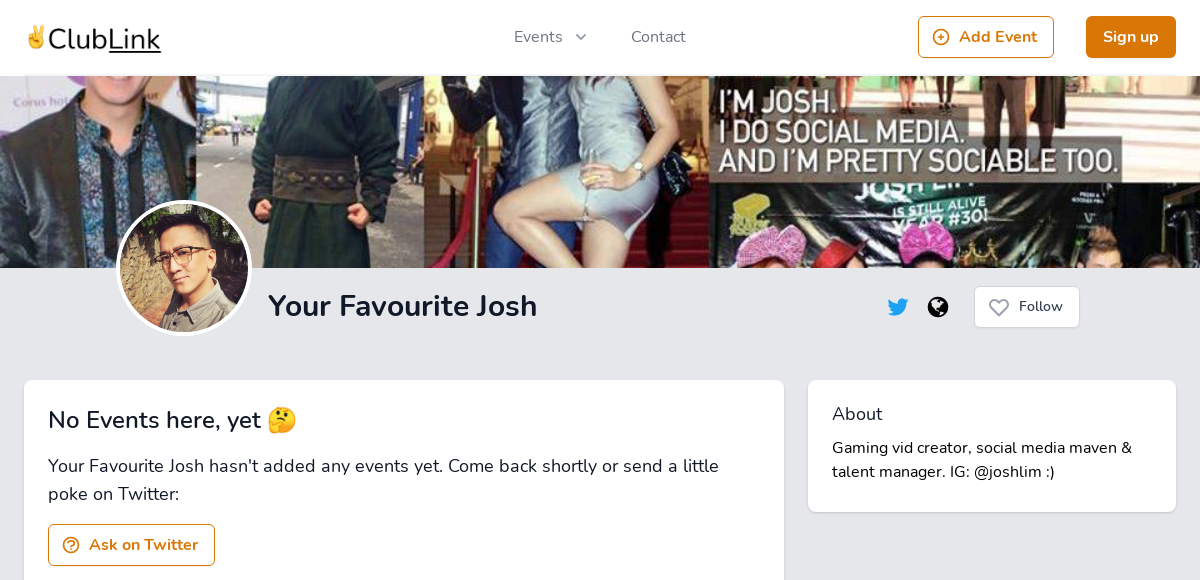 ✌️ClubLink
Events
Contact
Add Event
Sign up
Corus hot
our
I'M JOSH.
I DO SOCIAL MEDIA.
AND I'M PRETTY SOCIABLE TOO.
IS STILL ALIVE
YEAR #30!
Your Favourite Josh
Follow
No Events here, yet 🤔
Your Favourite Josh hasn't added any events yet. Come back shortly or send a little
poke on Twitter:
Ask on Twitter
About
Gaming vid creator, social media maven &
talent manager. IG: @joshlim :)